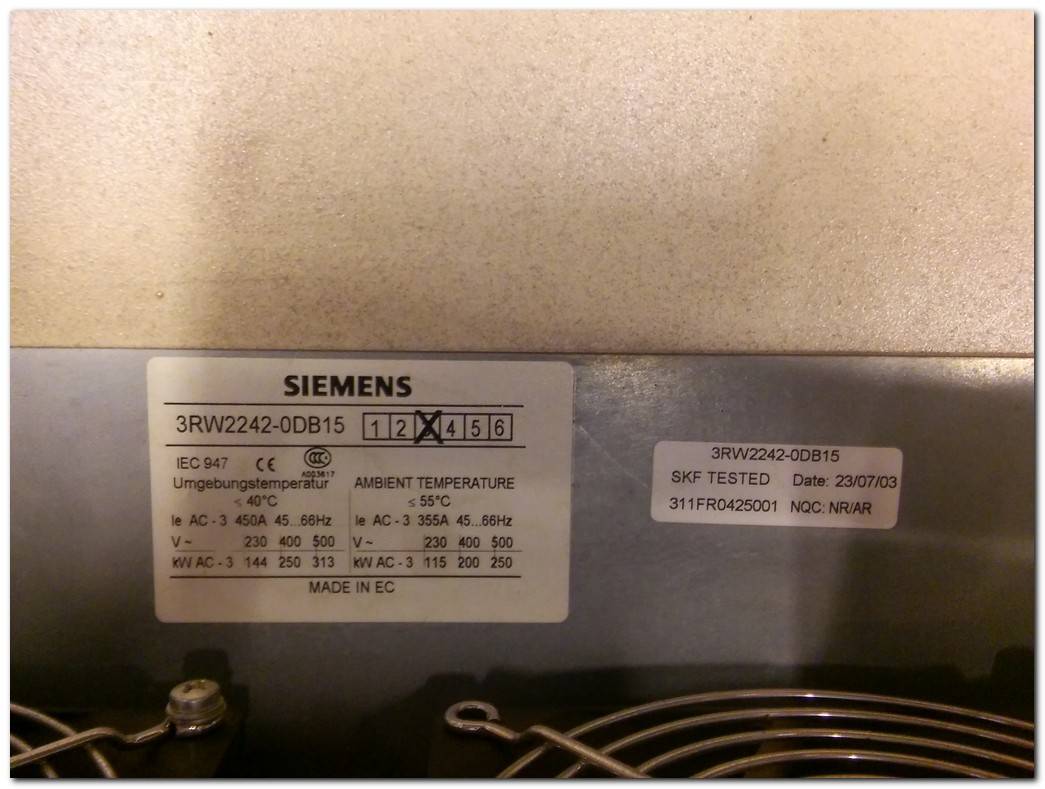 SIEMENS
3RW2242-0DB15 1 2 X 4 5 6
IEC 947 CE CCC
A003617
Umgebungstemperatur AMBIENT TEMPERATURE
≤ 40°C ≤ 55°C
Ie AC - 3 450A 45...66Hz Ie AC - 3 355A 45...66Hz
V ~ 230 400 500 V ~ 230 400 500
kW AC - 3 144 250 313 kW AC - 3 115 200 250
MADE IN EC
3RW2242-0DB15
SKF TESTED Date: 23/07/03
311FR0425001 NQC: NR/AR